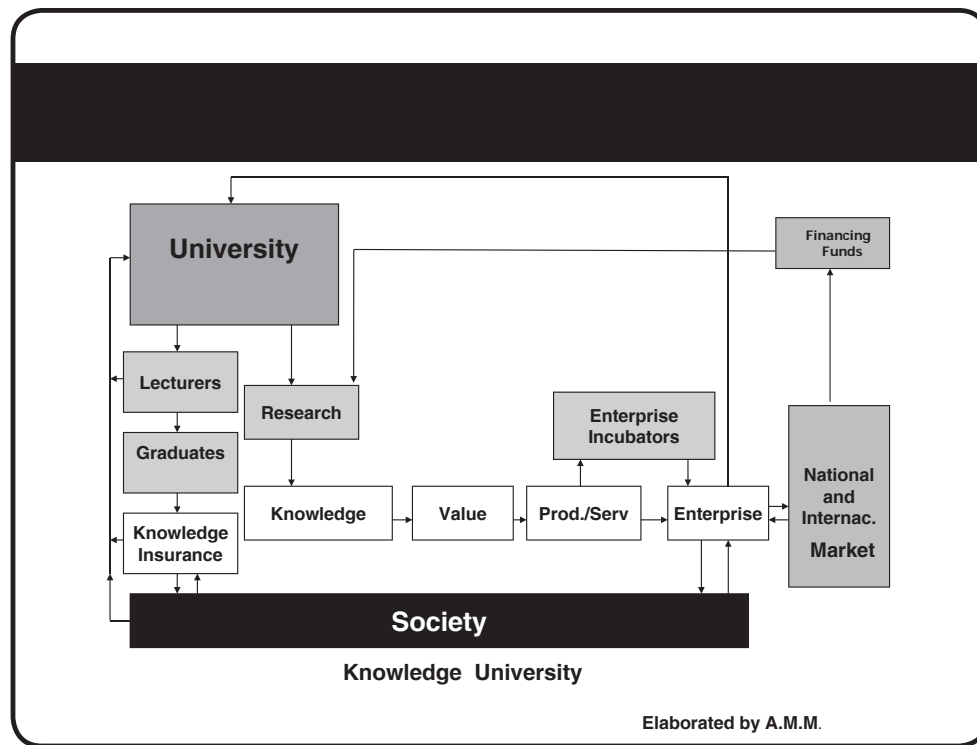 University
Financing
Funds
Lecturers
Research
Graduates
Enterprise
Incubators
National
and
Internac.
Market
Knowledge
Insurance
Knowledge
Value
Prod./Serv
Enterprise
Society
Knowledge University
Elaborated by A.M.M.